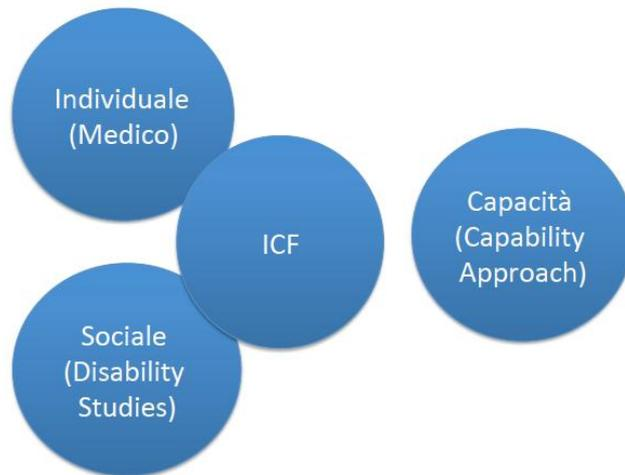 Individuale
(Medico)
ICF
Capacità
(Capability
Approach)
Sociale
(Disability
Studies)